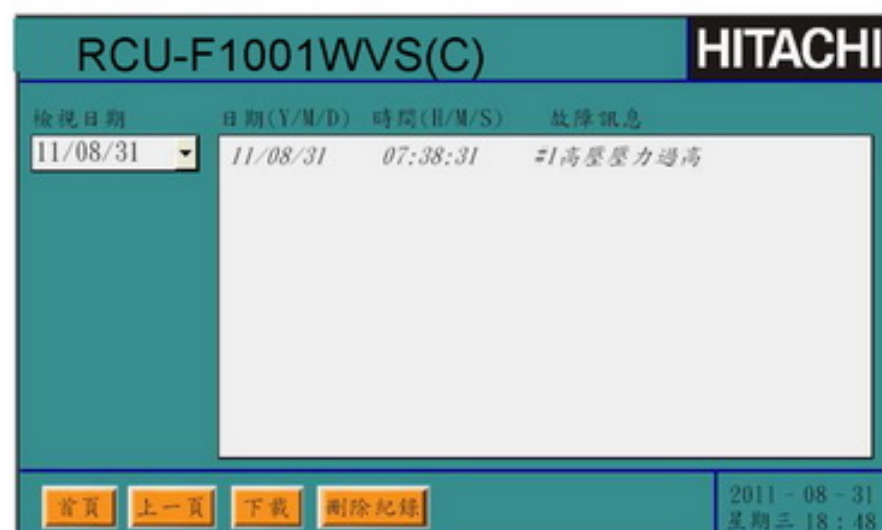 RCU-F1001WVS(C)
HITACHI
檢視日期
日期(Y/M/D) 時間(H/M/S) 故障訊息
11/08/31
11/08/31 07:38:31 #1高壓壓力過高
首頁 上一頁 下載 刪除紀錄
2011-08-31
星期三 18:48